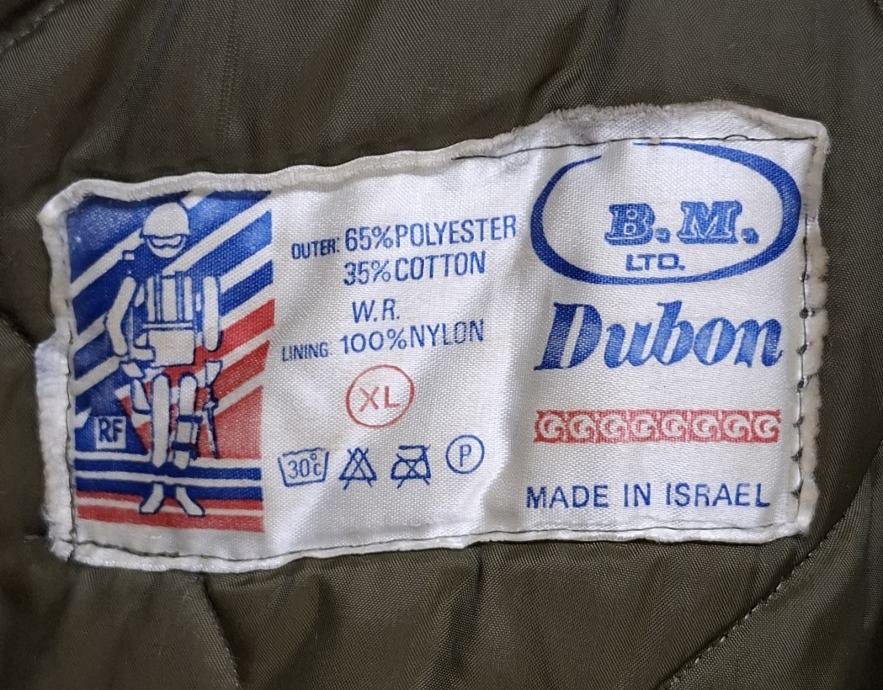 RF
OUTER: 65% POLYESTER
35% COTTON
W.R.
LINING 100% NYLON
XL
30°C
P
B.M.
LTD.
Dubon
MADE IN ISRAEL